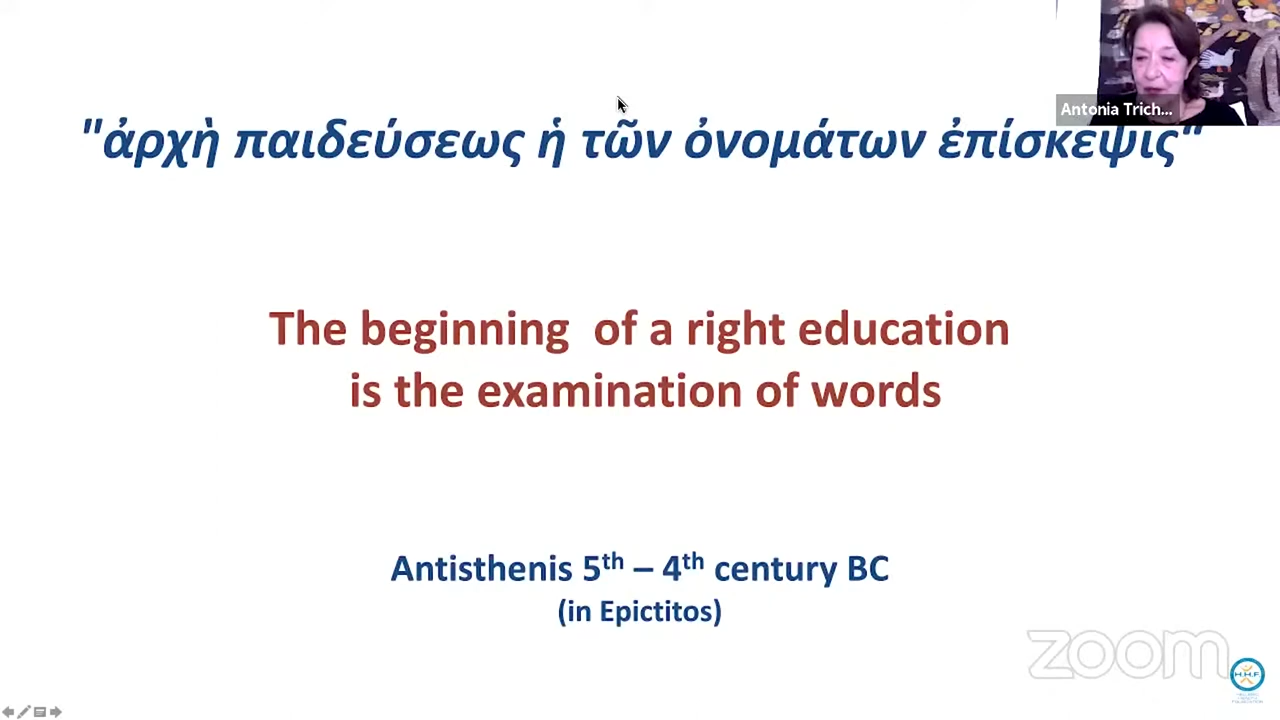 Antonia Trich...
"ἀρχὴ παιδεύσεως ἡ τῶν ὀνομάτων ἐπίσκεψις"
The beginning of a right education
is the examination of words
Antisthenis 5th – 4th century BC
(in Epictitos)
zoom
H.H.F.